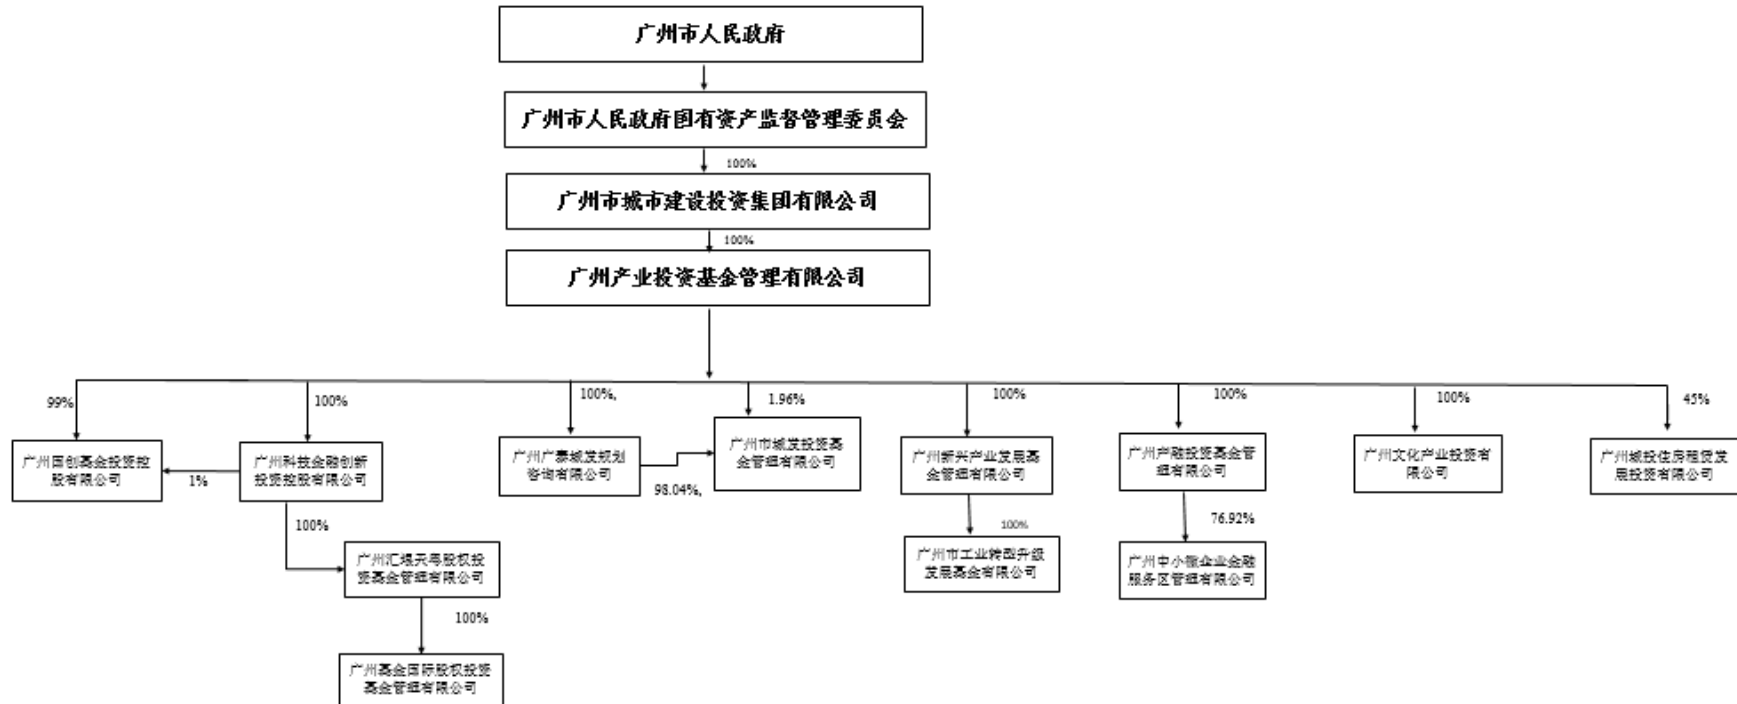 广州市人民政府
广州市人民政府国有资产监督管理委员会
100%
广州市城市建设投资集团有限公司
100%
广州产业投资基金管理有限公司
99%
100%
100%,
1.96%
100%
100%
100%
45%
广州国创基金投资控
股有限公司
1%
广州科技金融创新
投资控股有限公司
广州广泰城发规划
咨询有限公司
98.04%,
广州市城发投资基
金管理有限公司
广州新兴产业发展基
金管理有限公司
广州产融投资基金管
理有限公司
广州文化产业投资有
限公司
广州城投住房租赁发
展投资有限公司
100%
100%
76.92%
广州汇垠天粤股权投
资基金管理有限公司
广州市工业转型升级
发展基金有限公司
广州中小微企业金融
服务区管理有限公司
100%
广州基金国际股权投资
基金管理有限公司